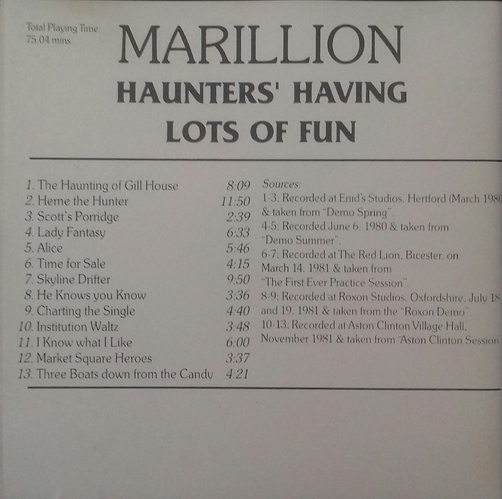 Total Playing Time:
75.04 mins.
MARILLION
HAUNTERS' HAVING
LOTS OF FUN
1. The Haunting of Gill House 8:09
2. Herne the Hunter 11:50
3. Scott's Porridge 2:39
4. Lady Fantasy 6:33
5. Alice 5:46
6. Time for Sale 4:15
7. Skyline Drifter 9:50
8. He Knows you Know 3:36
9. Charting the Single 4:40
10. Institution Waltz 3:48
11. I Know what I Like 6:00
12. Market Square Heroes 3:37
13. Three Boats down from the Candy 4:21
Sources:
1-3: Recorded at Enid's Studios, Hertford (March 1980
& taken from "Demo Spring".
4-5: Recorded June 6, 1980 & taken from
"Demo Summer".
6-7: Recorded at The Red Lion, Bicester, on
March 14, 1981 & taken from
"The First Ever Practice Session"
8-9: Recorded at Roxon Studios, Oxfordshire, July 18
and 19, 1981 & taken from the "Roxon Demo".
10-13: Recorded at Aston Clinton Village Hall,
November 1981 & taken from "Aston Clinton Session